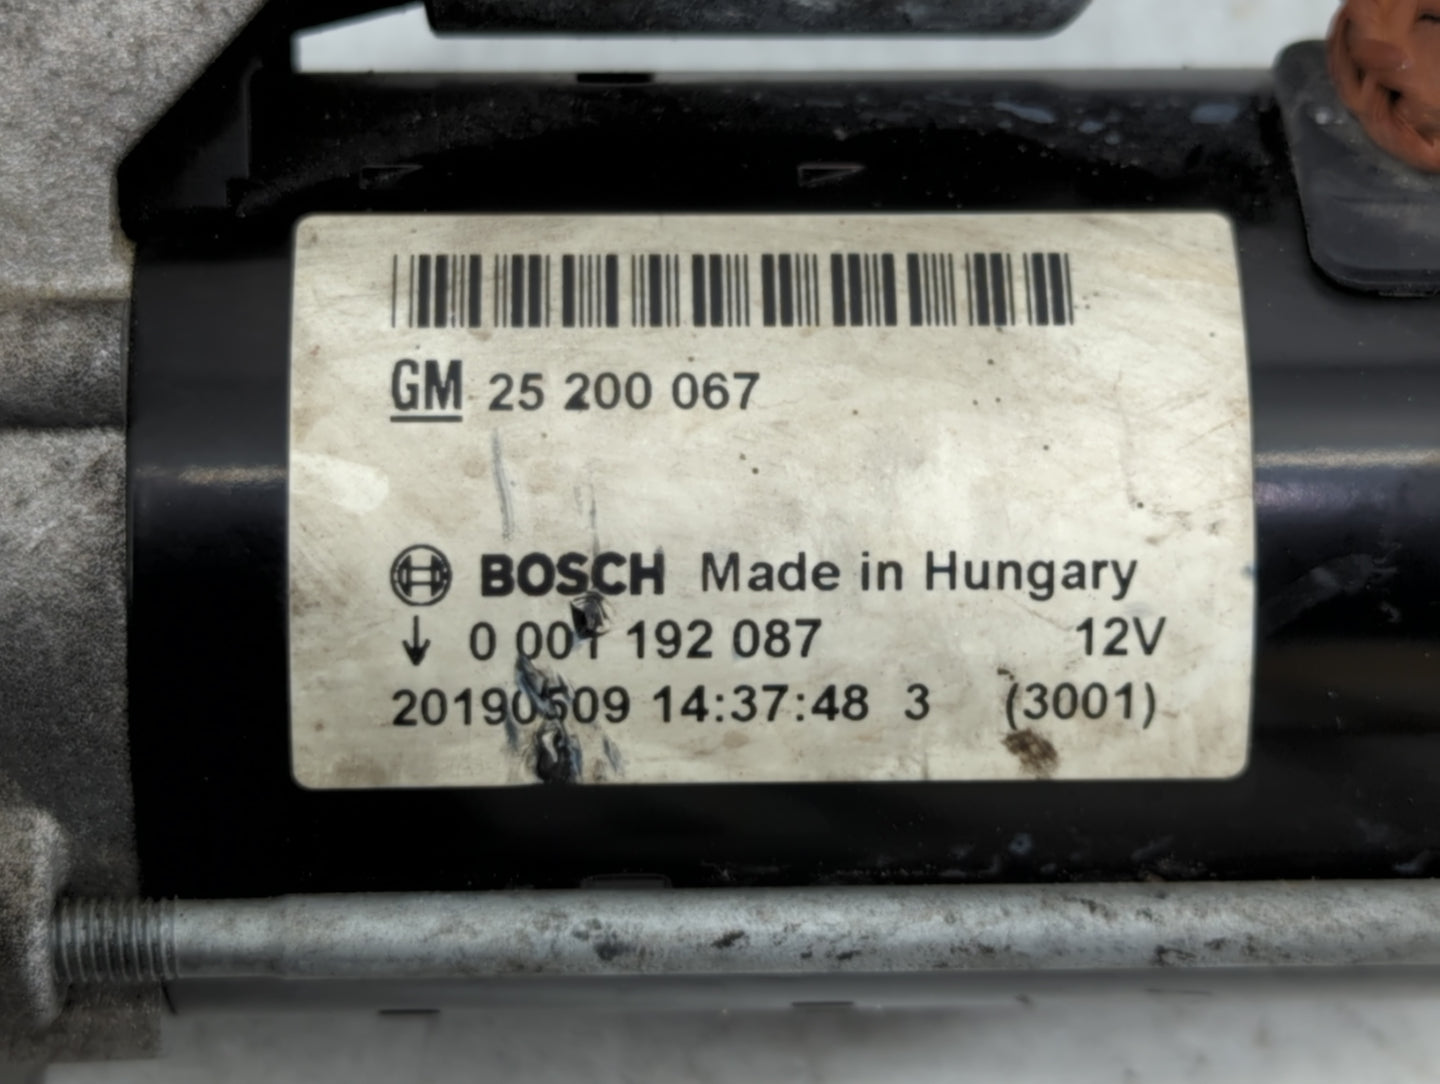 GM 25 200 067
BOSCH Made in Hungary
↓ 0 001 192 087 12V
20190509 14:37:48 3 (3001)